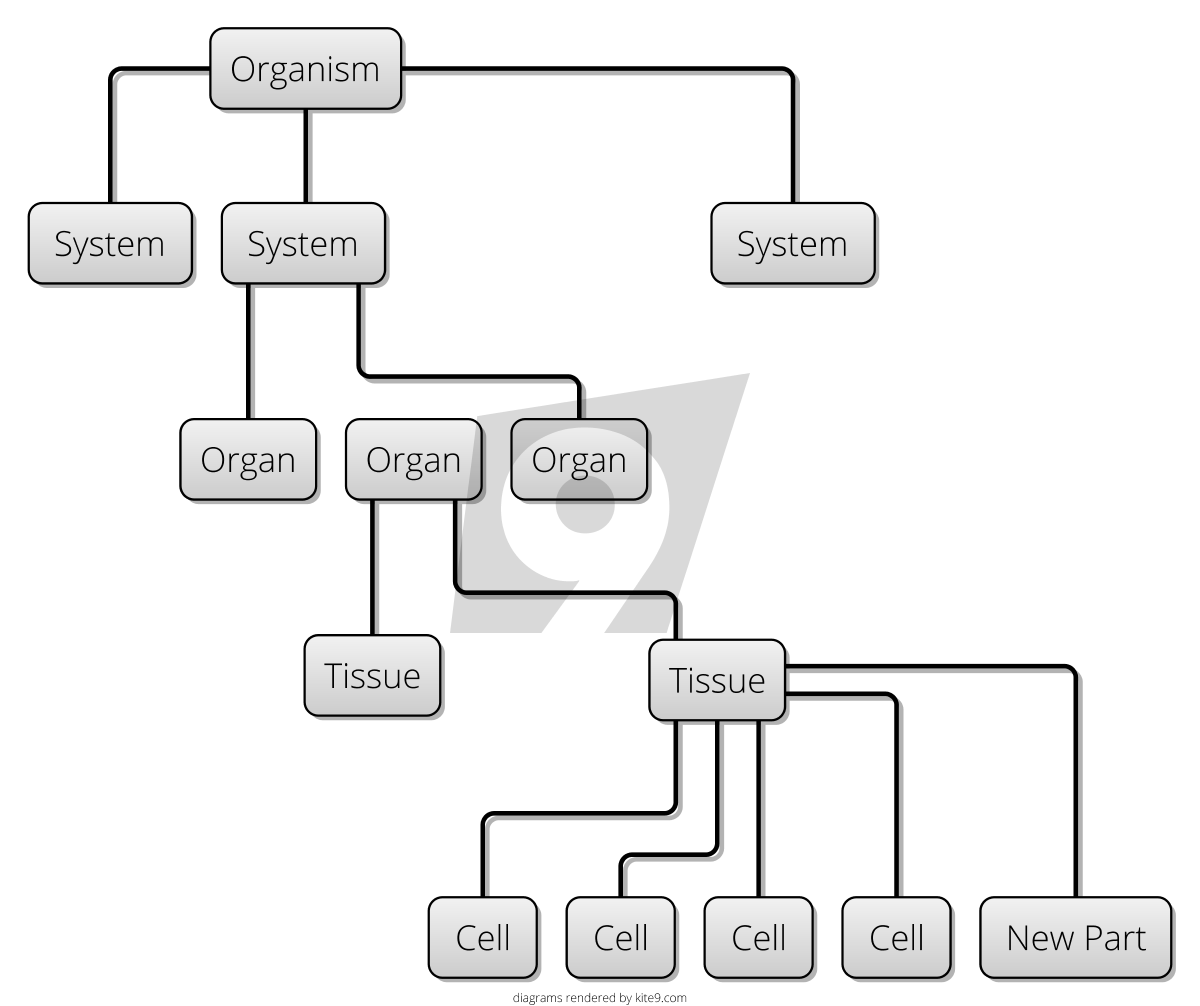 Organism
System
System
System
Organ
Organ
Organ
Tissue
Tissue
Cell
Cell
Cell
Cell
New Part
diagrams rendered by kite9.com